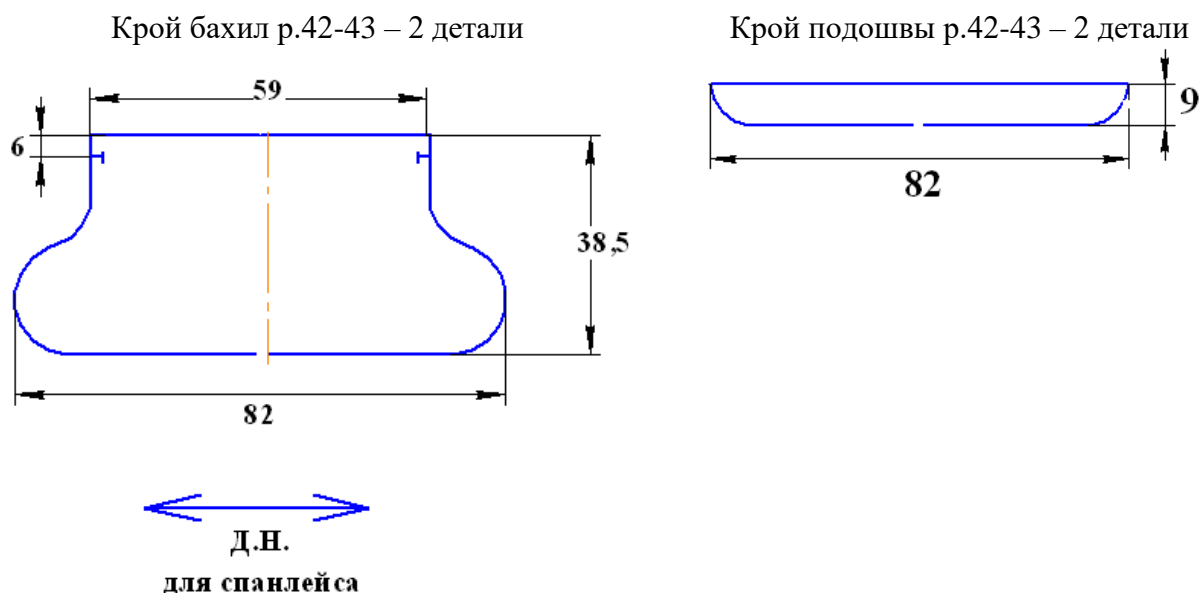 Крой бахил р.42-43 – 2 детали
Крой подошвы р.42-43 – 2 детали
59
6
38,5
82
9
82
Д.Н.
для спанлейса